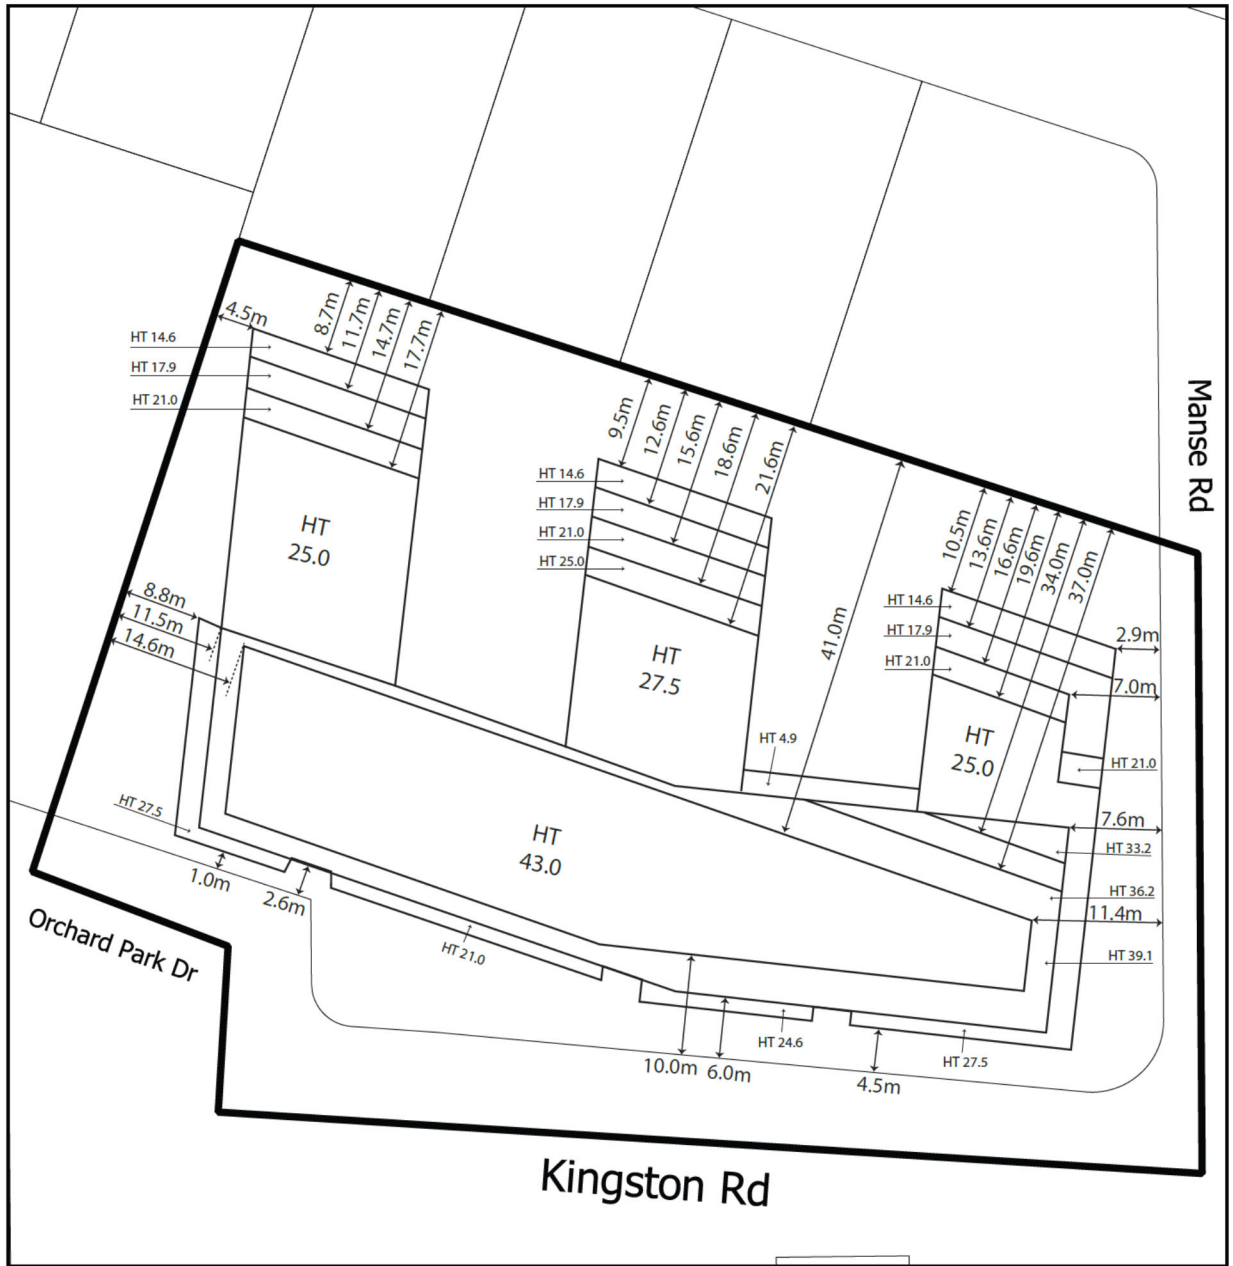 4.5m
8.7m
11.7m
14.7m
17.7m
HT 14.6
HT 17.9
HT 21.0
HT
25.0
9.5m
12.6m
15.6m
18.6m
21.6m
HT 14.6
HT 17.9
HT 21.0
HT 25.0
HT
27.5
41.0m
Manse Rd
10.5m
13.6m
16.6m
19.6m
34.0m
37.0m
HT 14.6
HT 17.9
HT 21.0
2.9m
7.0m
HT
25.0
HT 21.0
8.8m
11.5m
14.6m
HT 4.9
7.6m
HT 33.2
HT 36.2
11.4m
HT 39.1
HT 27.5
HT
43.0
1.0m
2.6m
HT 21.0
Orchard Park Dr
HT 24.6
HT 27.5
10.0m
6.0m
4.5m
Kingston Rd